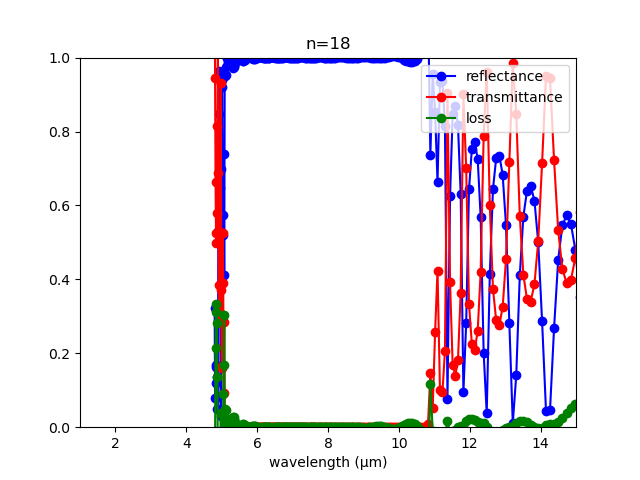 n=18
1.0
0.8
0.6
0.4
0.2
0.0
reflectance
transmittance
loss
2 4 6 8 10 12 14
wavelength (μm)